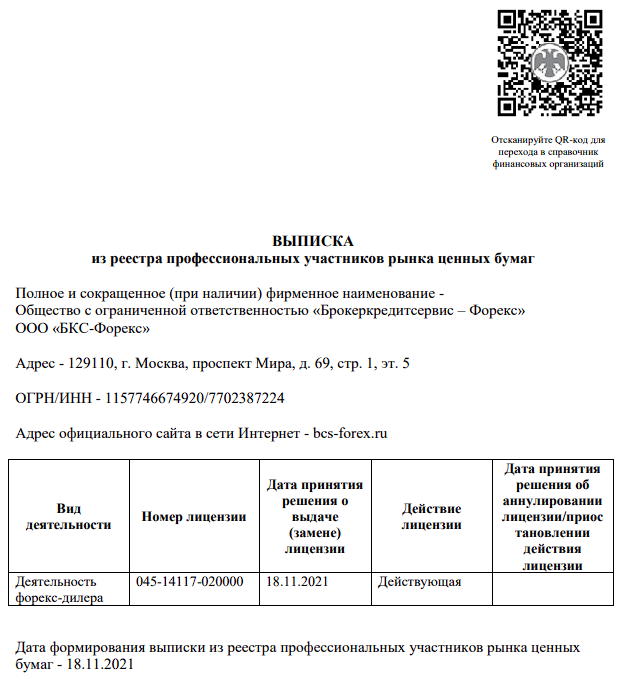 Отсканируйте QR-код для
перехода в справочник
финансовых организаций
ВЫПИСКА
из реестра профессиональных участников рынка ценных бумаг
Полное и сокращенное (при наличии) фирменное наименование -
Общество с ограниченной ответственностью «Брокеркредитсервис – Форекс»
ООО «БКС-Форекс»
Адрес - 129110, г. Москва, проспект Мира, д. 69, стр. 1, эт. 5
ОГРН/ИНН - 1157746674920/7702387224
Адрес официального сайта в сети Интернет - bcs-forex.ru
Вид
деятельности
Номер лицензии
Дата принятия
решения о
выдаче
(замене)
лицензии
Действие
лицензии
Дата принятия
решения об
аннулировании
лицензии/приос
тановлении
действия
лицензии
Деятельность
форекс-дилера
045-14117-020000
18.11.2021
Действующая
Дата формирования выписки из реестра профессиональных участников рынка ценных
бумаг - 18.11.2021